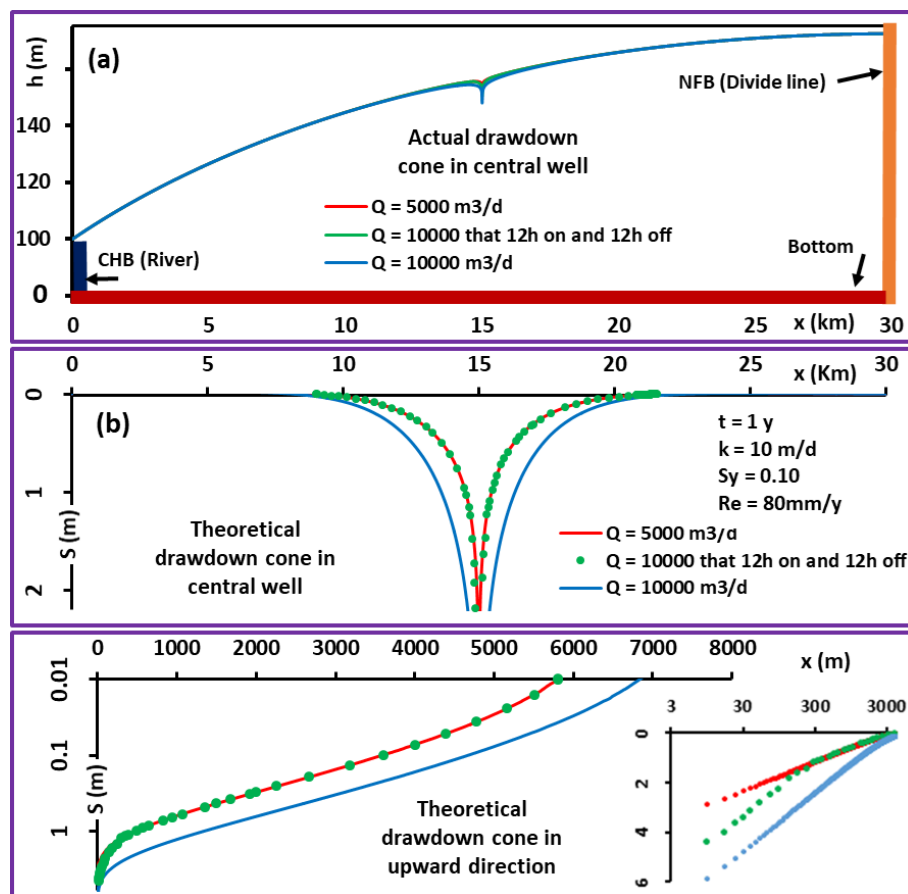 h (m)
(a)
NFB (Divide line)
140
Actual drawdown
cone in central well
120
Q = 5000 m3/d
Q = 10000 that 12h on and 12h off
Q = 10000 m3/d
100
CHB (River)
Bottom
0
0 5 10 15 20 25 x (km) 30
0 5 10 15 20 25 30
x (Km)
0
(b)
t = 1 y
k = 10 m/d
Sy = 0.10
Re = 80mm/y
1
S (m)
Theoretical
drawdown cone in
central well
Q = 5000 m3/d
Q = 10000 that 12h on and 12h off
Q = 10000 m3/d
2
0 1000 2000 3000 4000 5000 6000 7000 8000
x (m)
0.01
0.1
S (m)
1
Theoretical
drawdown cone in
upward direction
3 30 300 3000
0
2
4
6